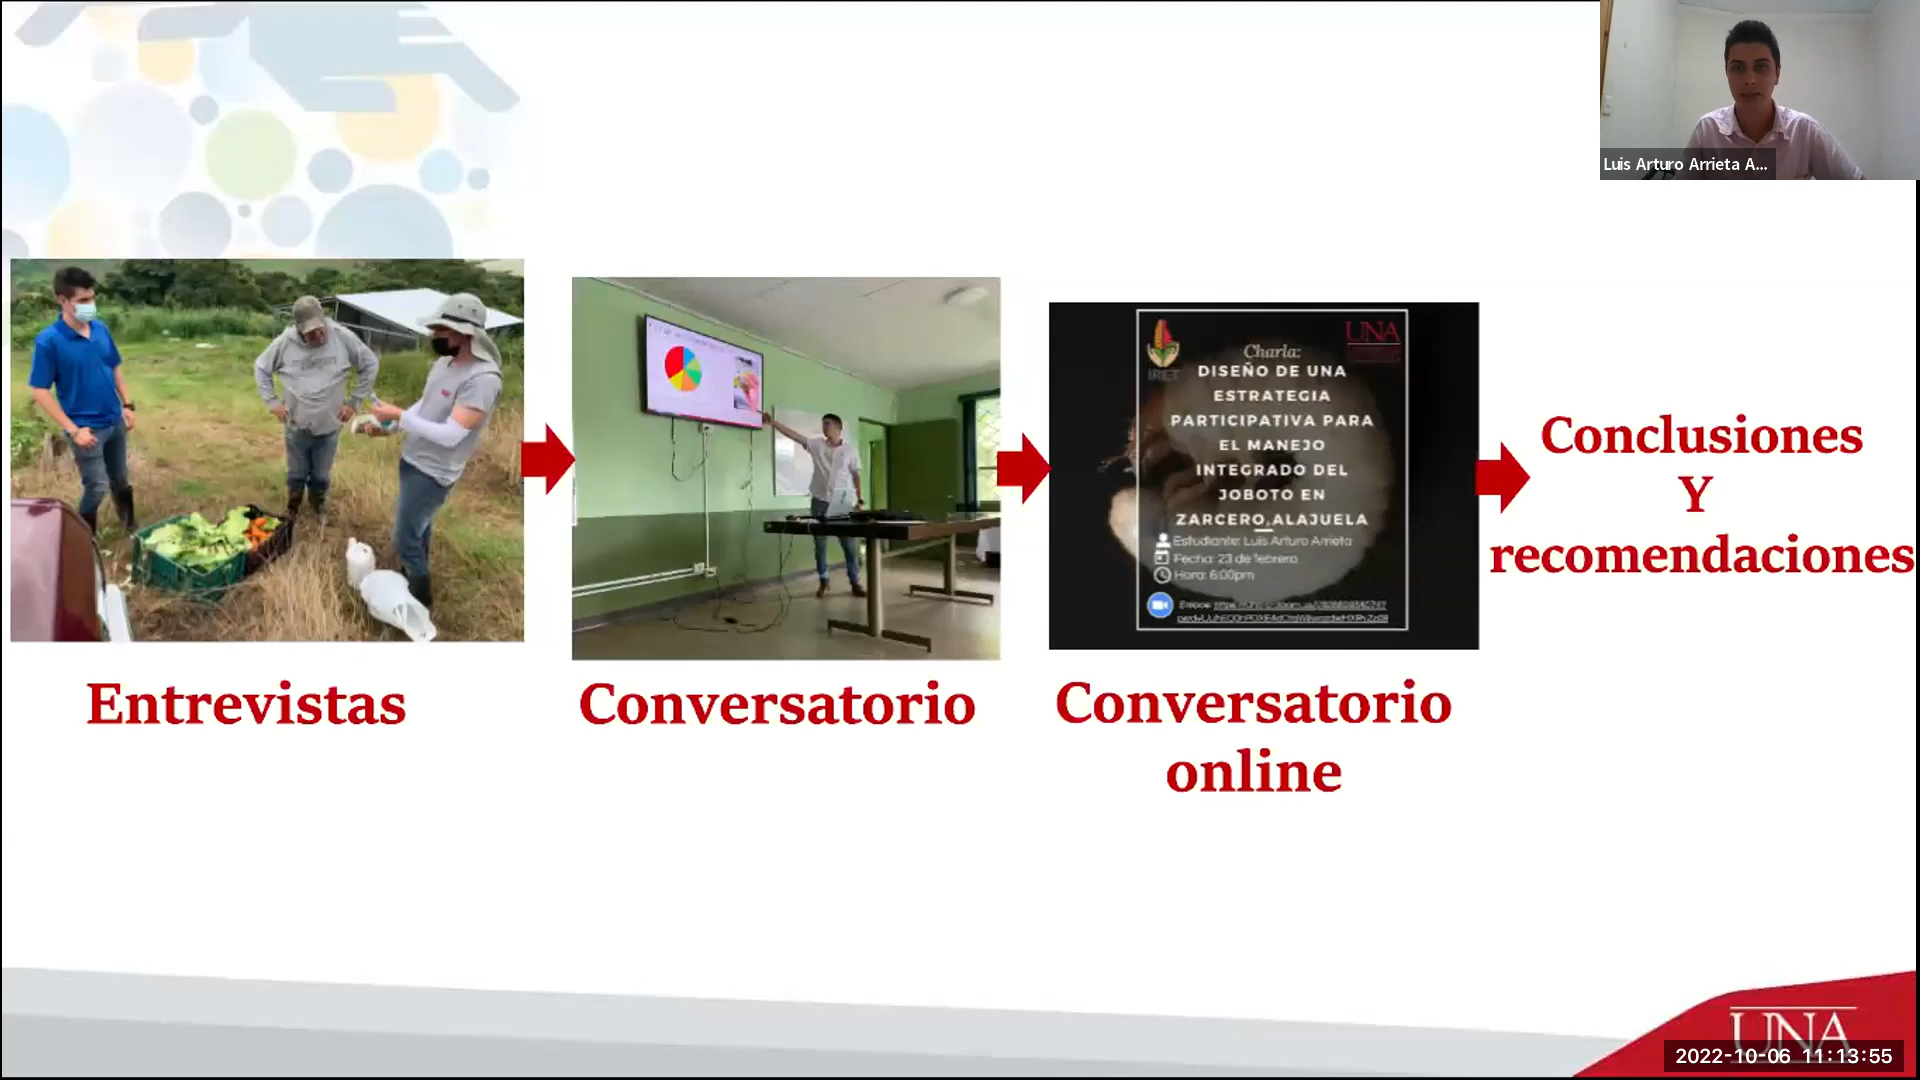 Luis Arturo Arrieta A...
IRET
UNA
Charla:
DISEÑO DE UNA
ESTRATEGIA
PARTICIPATIVA PARA
EL MANEJO
INTEGRADO DEL
JOBOTO EN
ZARCERO,ALAJUELA
Estudiante: Luis Arturo Arrieta
Fecha: 23 de febrero
Hora: 6:00pm
Enlace:
Conclusiones
Y
recomendaciones
Entrevistas
Conversatorio
Conversatorio
online
UNA
2022-10-06 11:13:55